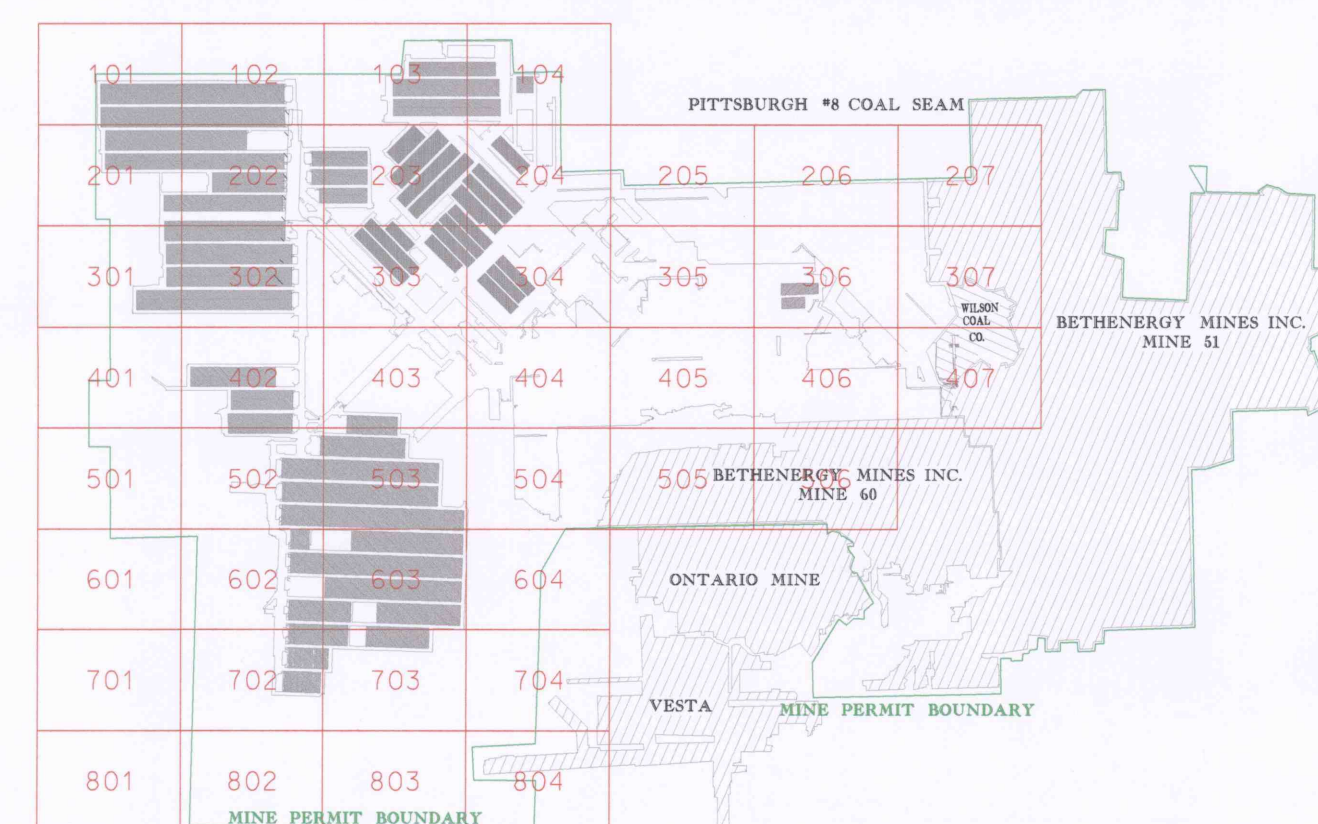 101 102 103 104
PITTSBURGH #8 COAL SEAM
201 202 203 204 205 206 207
301 302 303 304 305 306 307
WILSON
COAL
CO.
BETHENERGY MINES INC.
MINE 51
401 402 403 404 405 406 407
501 502 503 504 505 506
BETHENERGY MINES INC.
MINE 60
601 602 603 604
ONTARIO MINE
701 702 703 704
VESTA
MINE PERMIT BOUNDARY
801 802 803 804
MINE PERMIT BOUNDARY